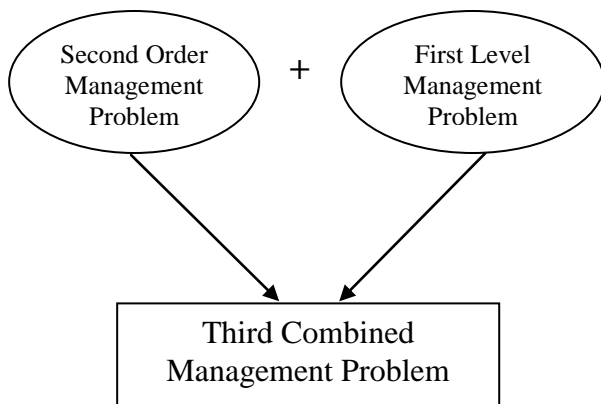 Second Order
Management
Problem
+
First Level
Management
Problem
Third Combined
Management Problem